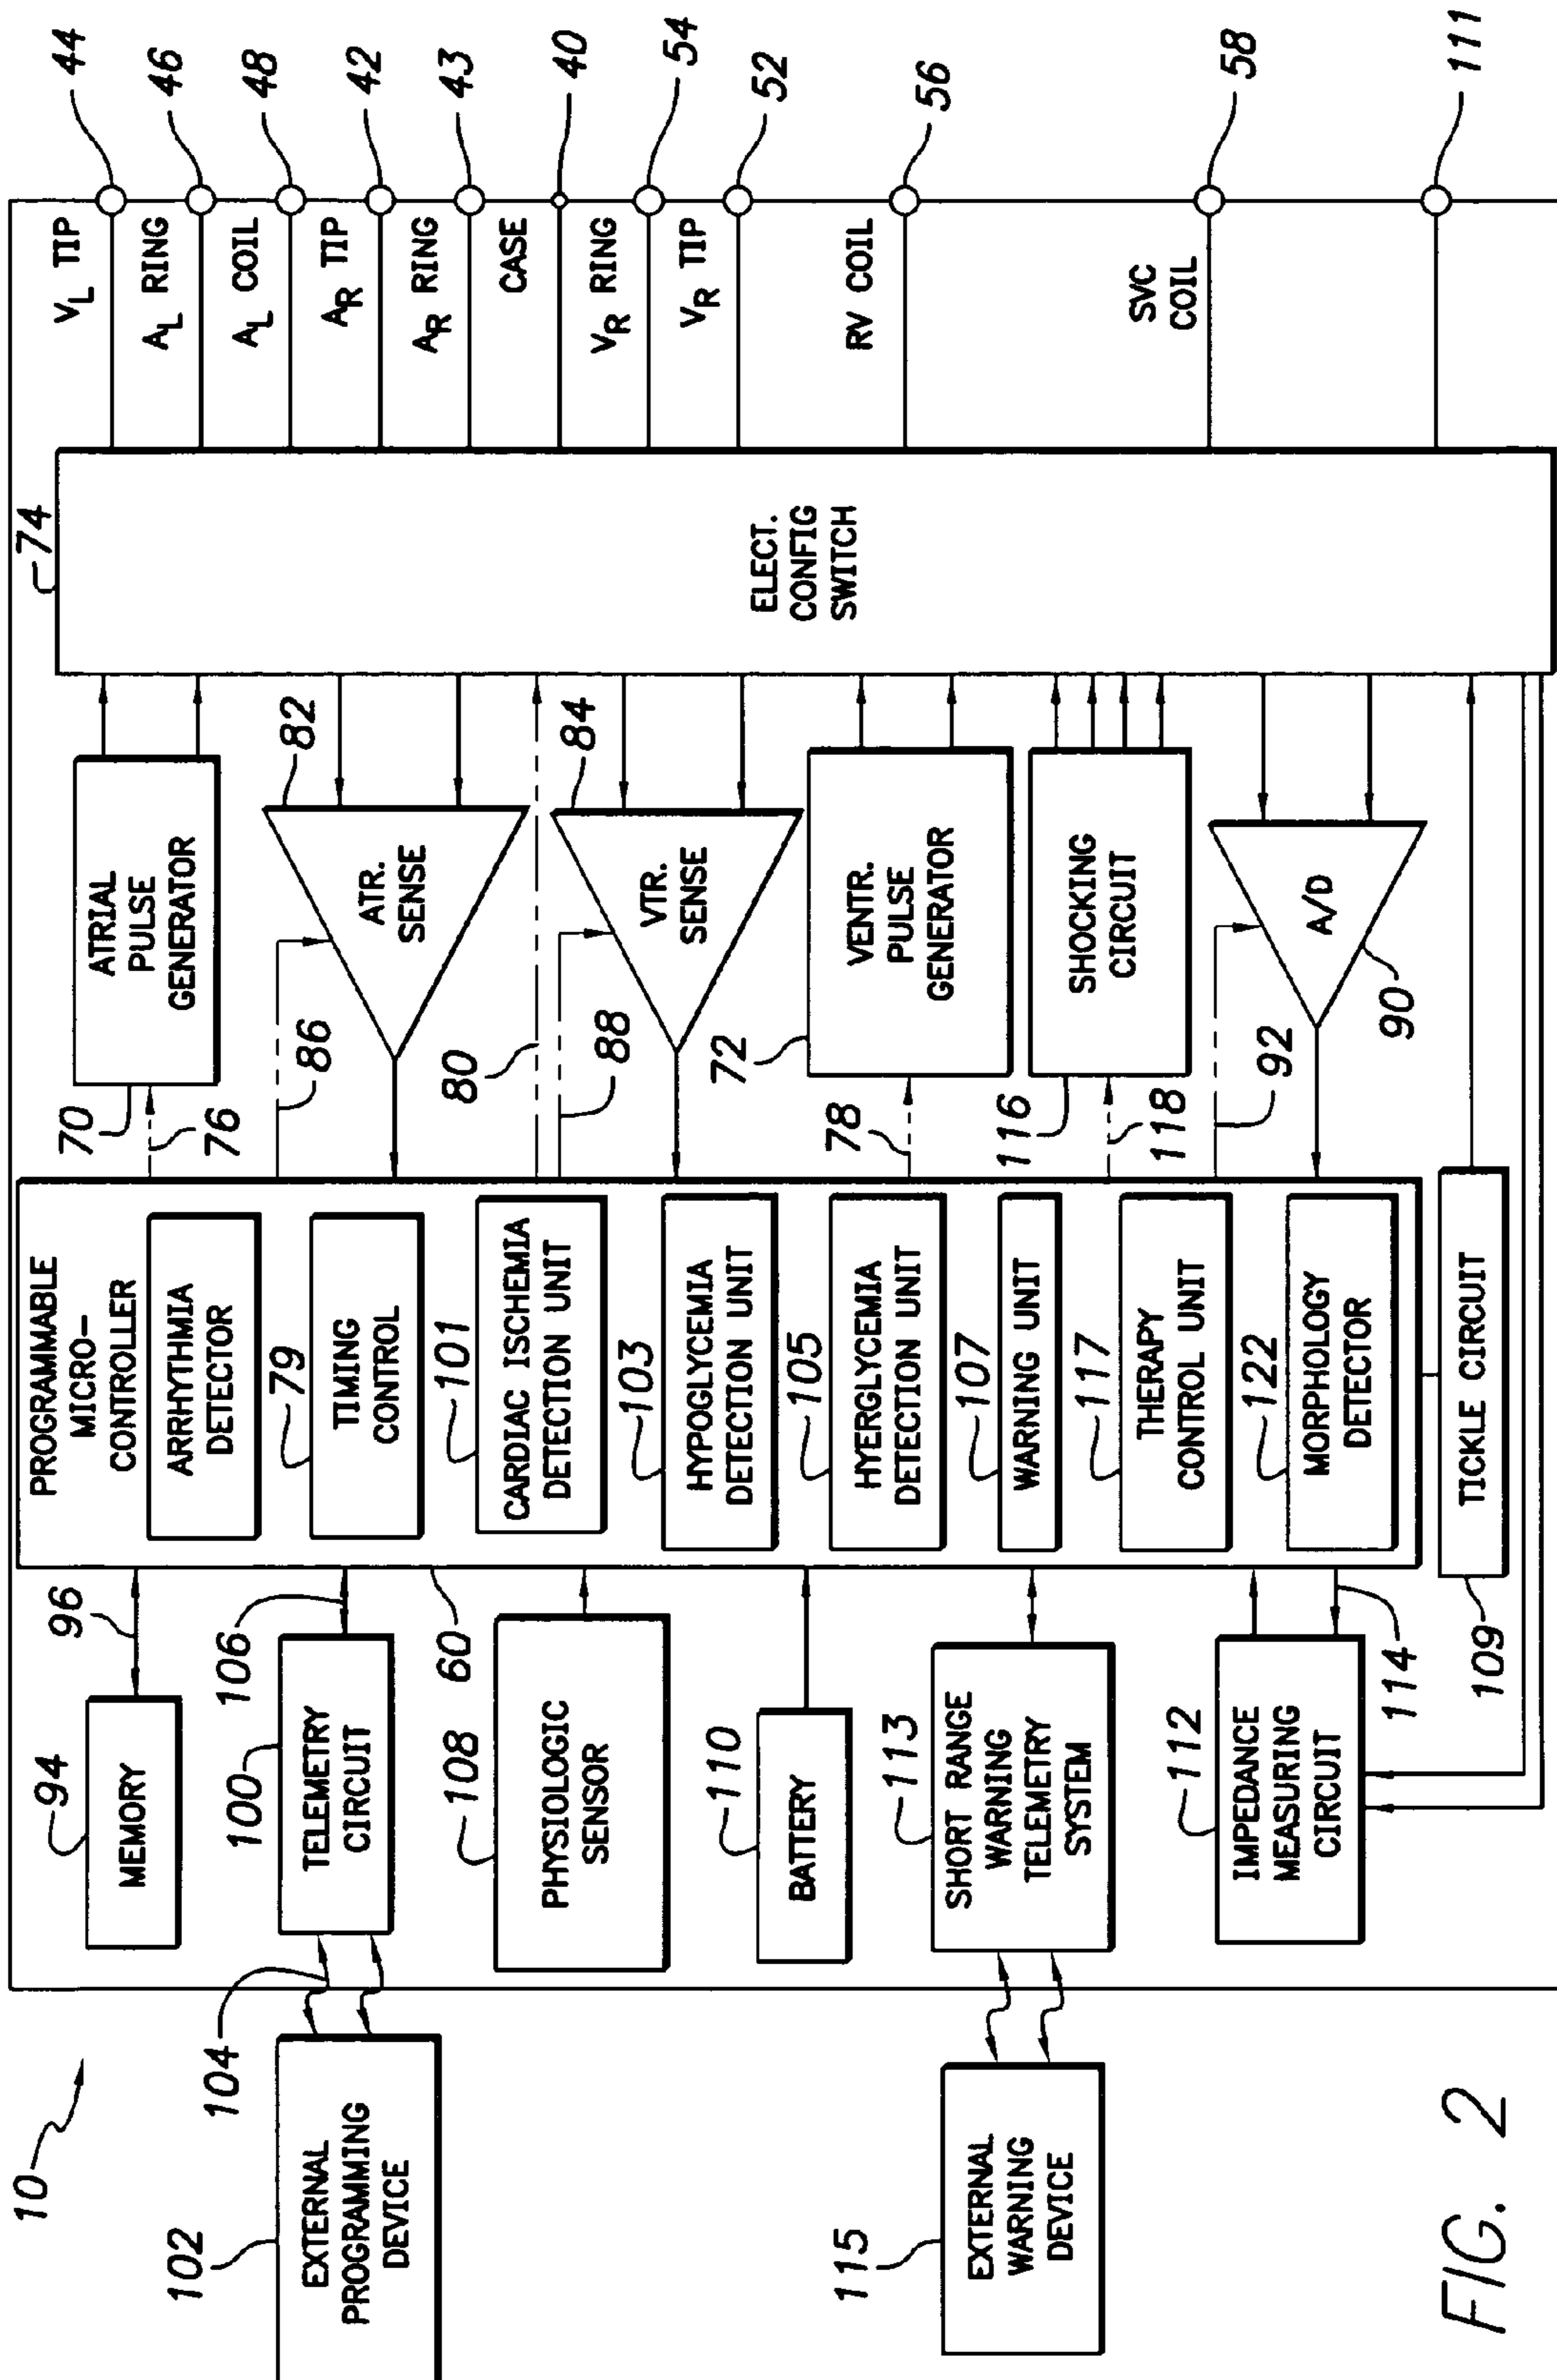 10
102
EXTERNAL
PROGRAMMING
DEVICE
104
115
EXTERNAL
WARNING
DEVICE
94
MEMORY
96
100
TELEMETRY
CIRCUIT
106
108
PHYSIOLOGIC
SENSOR
60
110
BATTERY
113
SHORT RANGE
WARNING
TELEMETRY
SYSTEM
112
IMPEDANCE
MEASURING
CIRCUIT
114
109
TICKLE CIRCUIT
PROGRAMMABLE
MICRO-
CONTROLLER
ARRHYTHMIA
DETECTOR
79
TIMING
CONTROL
101
CARDIAC ISCHEMIA
DETECTION UNIT
103
HYPOGLYCEMIA
DETECTION UNIT
105
HYERGLYCEMIA
DETECTION UNIT
107
WARNING UNIT
117
THERAPY
CONTROL UNIT
122
MORPHOLOGY
DETECTOR
70
76
ATRIAL
PULSE
GENERATOR
86
82
ATR.
SENSE
80
88
84
VTR.
SENSE
72
78
VENTR.
PULSE
GENERATOR
116
118
SHOCKING
CIRCUIT
92
A/D
90
74
ELECT.
CONFIG
SWITCH
VL TIP
44
AL RING
46
AL COIL
48
AR TIP
42
AR RING
43
CASE
40
VR RING
54
VR TIP
52
RV COIL
56
SVC
COIL
58
111
FIG. 2